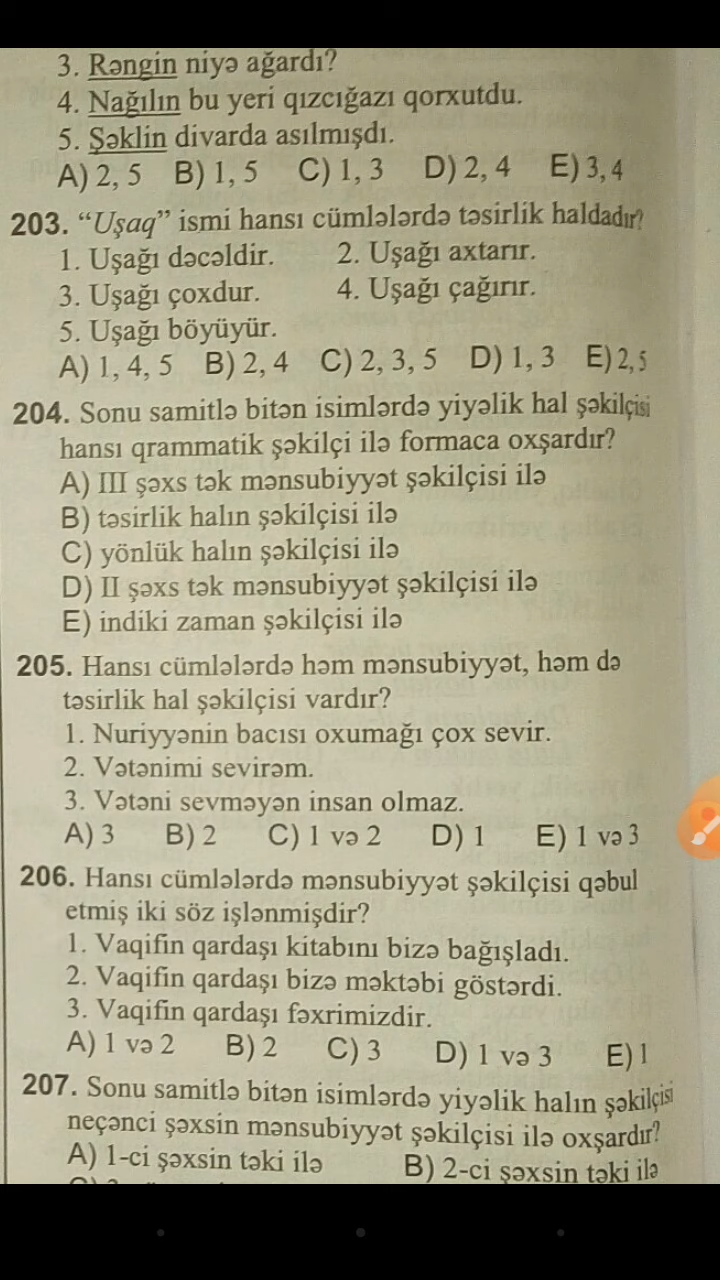 3. Rəngin niyə ağardı?
4. Nağılın bu yeri qızcığazı qorxutdu.
5. Şəklin divarda asılmışdı.
A) 2, 5 B) 1, 5 C) 1, 3 D) 2, 4 E) 3, 4
203. “Uşaq” ismi hansı cümlələrdə təsirlik haldadır?
1. Uşağı dəcəldir. 2. Uşağı axtarır.
3. Uşağı çoxdur. 4. Uşağı çağırır.
5. Uşağı böyüyür.
A) 1, 4, 5 B) 2, 4 C) 2, 3, 5 D) 1, 3 E) 2, 5
204. Sonu samitlə bitən isimlərdə yiyəlik hal şəkilçisi
hansı qrammatik şəkilçi ilə formaca oxşardır?
A) III şəxs tək mənsubiyyət şəkilçisi ilə
B) təsirlik halın şəkilçisi ilə
C) yönlük halın şəkilçisi ilə
D) II şəxs tək mənsubiyyət şəkilçisi ilə
E) indiki zaman şəkilçisi ilə
205. Hansı cümlələrdə həm mənsubiyyət, həm də
təsirlik hal şəkilçisi vardır?
1. Nuriyyənin bacısı oxumağı çox sevir.
2. Vətənimi sevirəm.
3. Vətəni sevməyən insan olmaz.
A) 3 B) 2 C) 1 və 2 D) 1 E) 1 və 3
206. Hansı cümlələrdə mənsubiyyət şəkilçisi qəbul
etmiş iki söz işlənmişdir?
1. Vaqifin qardaşı kitabını bizə bağışladı.
2. Vaqifin qardaşı bizə məktəbi göstərdi.
3. Vaqifin qardaşı fəxrimizdir.
A) 1 və 2 B) 2 C) 3 D) 1 və 3 E) 1
207. Sonu samitlə bitən isimlərdə yiyəlik halın şəkilçisi
neçənci şəxsin mənsubiyyət şəkilçisi ilə oxşardır?
A) 1-ci şəxsin təki ilə B) 2-ci şəxsin təki ilə